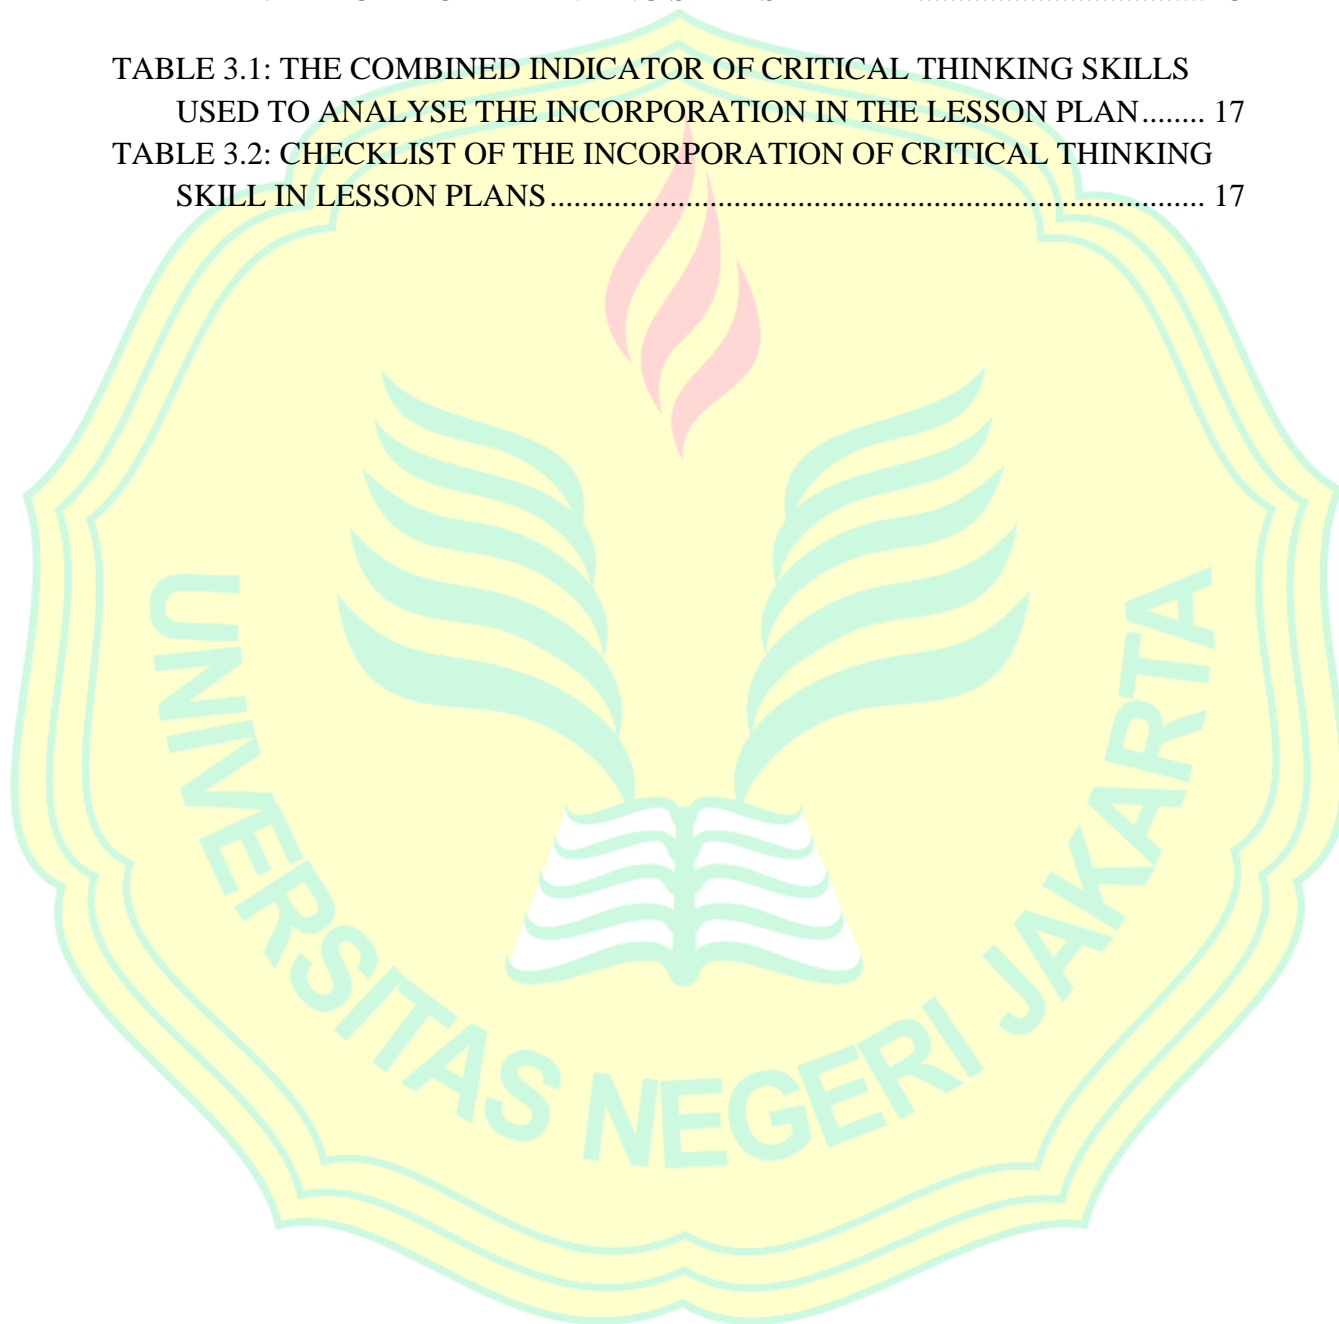 TABLE 3.1: THE COMBINED INDICATOR OF CRITICAL THINKING SKILLS
USED TO ANALYSE THE INCORPORATION IN THE LESSON PLAN........ 17
TABLE 3.2: CHECKLIST OF THE INCORPORATION OF CRITICAL THINKING
SKILL IN LESSON PLANS.................................................................................. 17
UNIVERSITAS NEGERI JAKARTA